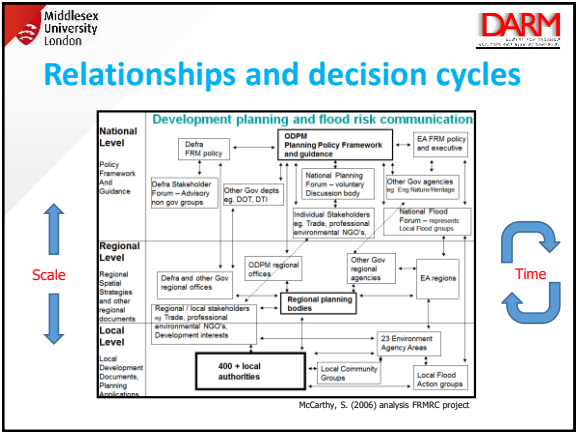 Middlesex
University
London
DARM
Relationships and decision cycles
Development planning and flood risk communication
National
Level
Policy
Framework
And
Guidance
Defra
FRM policy
ODPM
Planning Policy Framework
and guidance
EA FRM policy
and executive
Defra Stakeholder
Forum – Advisory
non gov groups
Other Gov depts
eg. DOT, DTI
National Planning
Forum – voluntary
Discussion body
Other Gov agencies
eg. Eng Nature/Heritage
Individual Stakeholders
eg. Trade, professional
environmental NGO's,
National Flood
Forum – represents
Local Flood groups
Regional
Level
Regional
Spatial
Strategies
and other
regional
documents
Defra and other Gov
regional offices
ODPM regional
offices
Other Gov
regional
agencies
EA regions
Regional planning
bodies
Regional / local stakeholders
eg Trade, professional
environmental NGO's,
Development interests
Local
Level
Local
Development
Documents,
Planning
Applications
23 Environment
Agency Areas
400 + local
authorities
Local Community
Groups
Local Flood
Action groups
Scale
Time
McCarthy, S. (2006) analysis FRMRC project